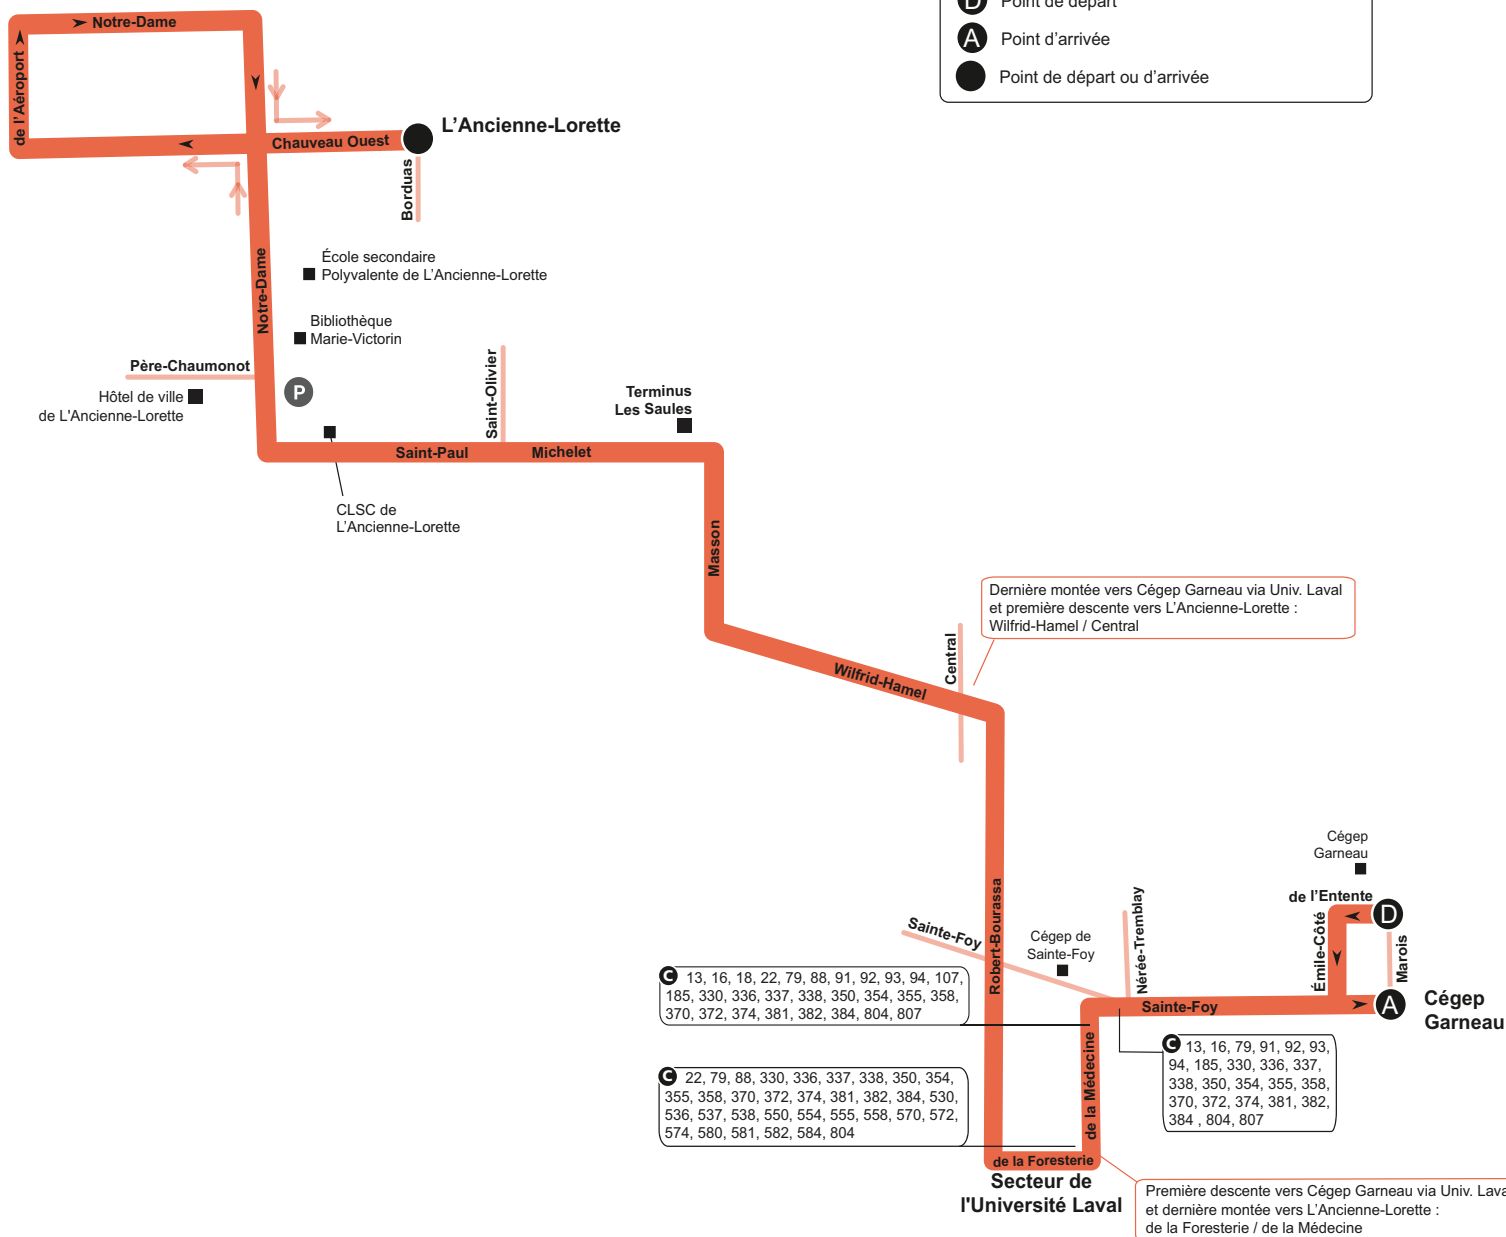 D Point de départ
A Point d'arrivée
Point de départ ou d'arrivée
Notre-Dame
de l'Aéroport
Chauveau Ouest
L'Ancienne-Lorette
Borduas
Notre-Dame
École secondaire
Polyvalente de L'Ancienne-Lorette
Bibliothèque
Marie-Victorin
Père-Chaumonot
Hôtel de ville
de L'Ancienne-Lorette
P
Saint-Olivier
Terminus
Les Saules
Saint-Paul
Michelet
CLSC de
L'Ancienne-Lorette
Masson
Dernière montée vers Cégep Garneau via Univ. Laval
et première descente vers L'Ancienne-Lorette :
Wilfrid-Hamel / Central
Central
Wilfrid-Hamel
Cégep
Garneau
de l'Entente
D
Émile-Côté
Marois
Robert-Bourassa
Sainte-Foy
Cégep de
Sainte-Foy
Nérée-Tremblay
Sainte-Foy
A
Cégep
Garneau
C 13, 16, 18, 22, 79, 88, 91, 92, 93, 94, 107,
185, 330, 336, 337, 338, 350, 354, 355, 358,
370, 372, 374, 381, 382, 384, 804, 807
C 13, 16, 79, 91, 92, 93,
94, 185, 330, 336, 337,
338, 350, 354, 355, 358,
370, 372, 374, 381, 382,
384 , 804, 807
de la Médecine
C 22, 79, 88, 330, 336, 337, 338, 350, 354,
355, 358, 370, 372, 374, 381, 382, 384, 530,
536, 537, 538, 550, 554, 555, 558, 570, 572,
574, 580, 581, 582, 584, 804
de la Foresterie
Secteur de
l'Université Laval
Première descente vers Cégep Garneau via Univ. Lava
et dernière montée vers L'Ancienne-Lorette :
de la Foresterie / de la Médecine